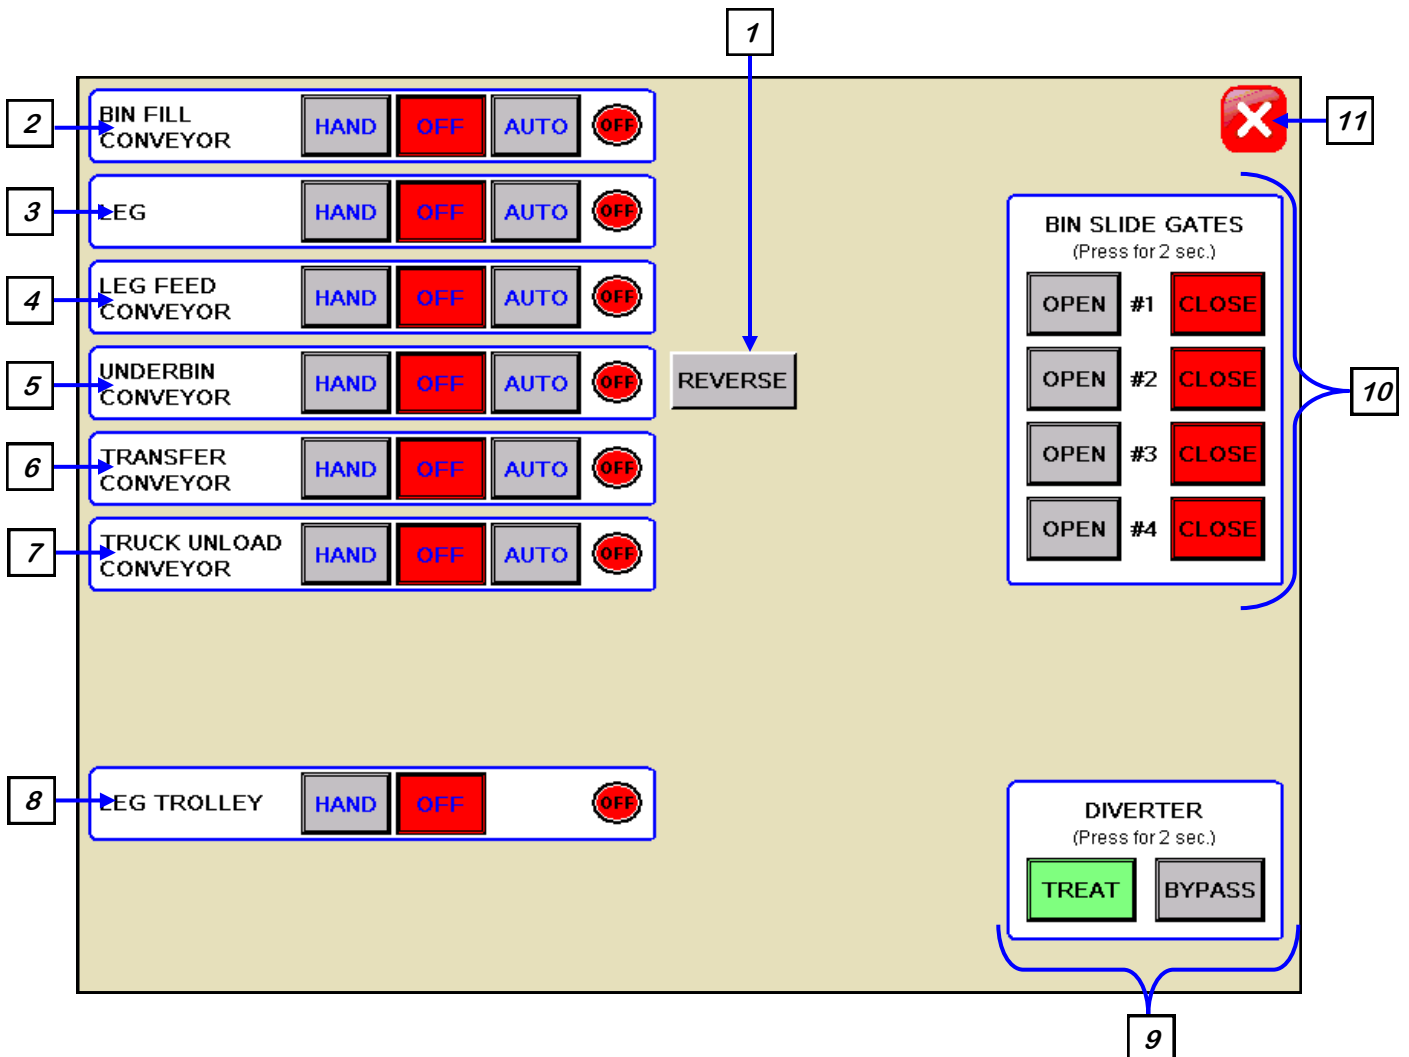 1
2
BIN FILL
CONVEYOR
HAND OFF AUTO OFF
11
3
LEG
HAND OFF AUTO OFF
4
LEG FEED
CONVEYOR
HAND OFF AUTO OFF
5
UNDERBIN
CONVEYOR
HAND OFF AUTO OFF
REVERSE
6
TRANSFER
CONVEYOR
HAND OFF AUTO OFF
7
TRUCK UNLOAD
CONVEYOR
HAND OFF AUTO OFF
BIN SLIDE GATES
(Press for 2 sec.)
OPEN #1 CLOSE
OPEN #2 CLOSE
OPEN #3 CLOSE
OPEN #4 CLOSE
10
8
LEG TROLLEY
HAND OFF OFF
DIVERTER
(Press for 2 sec.)
TREAT BYPASS
9